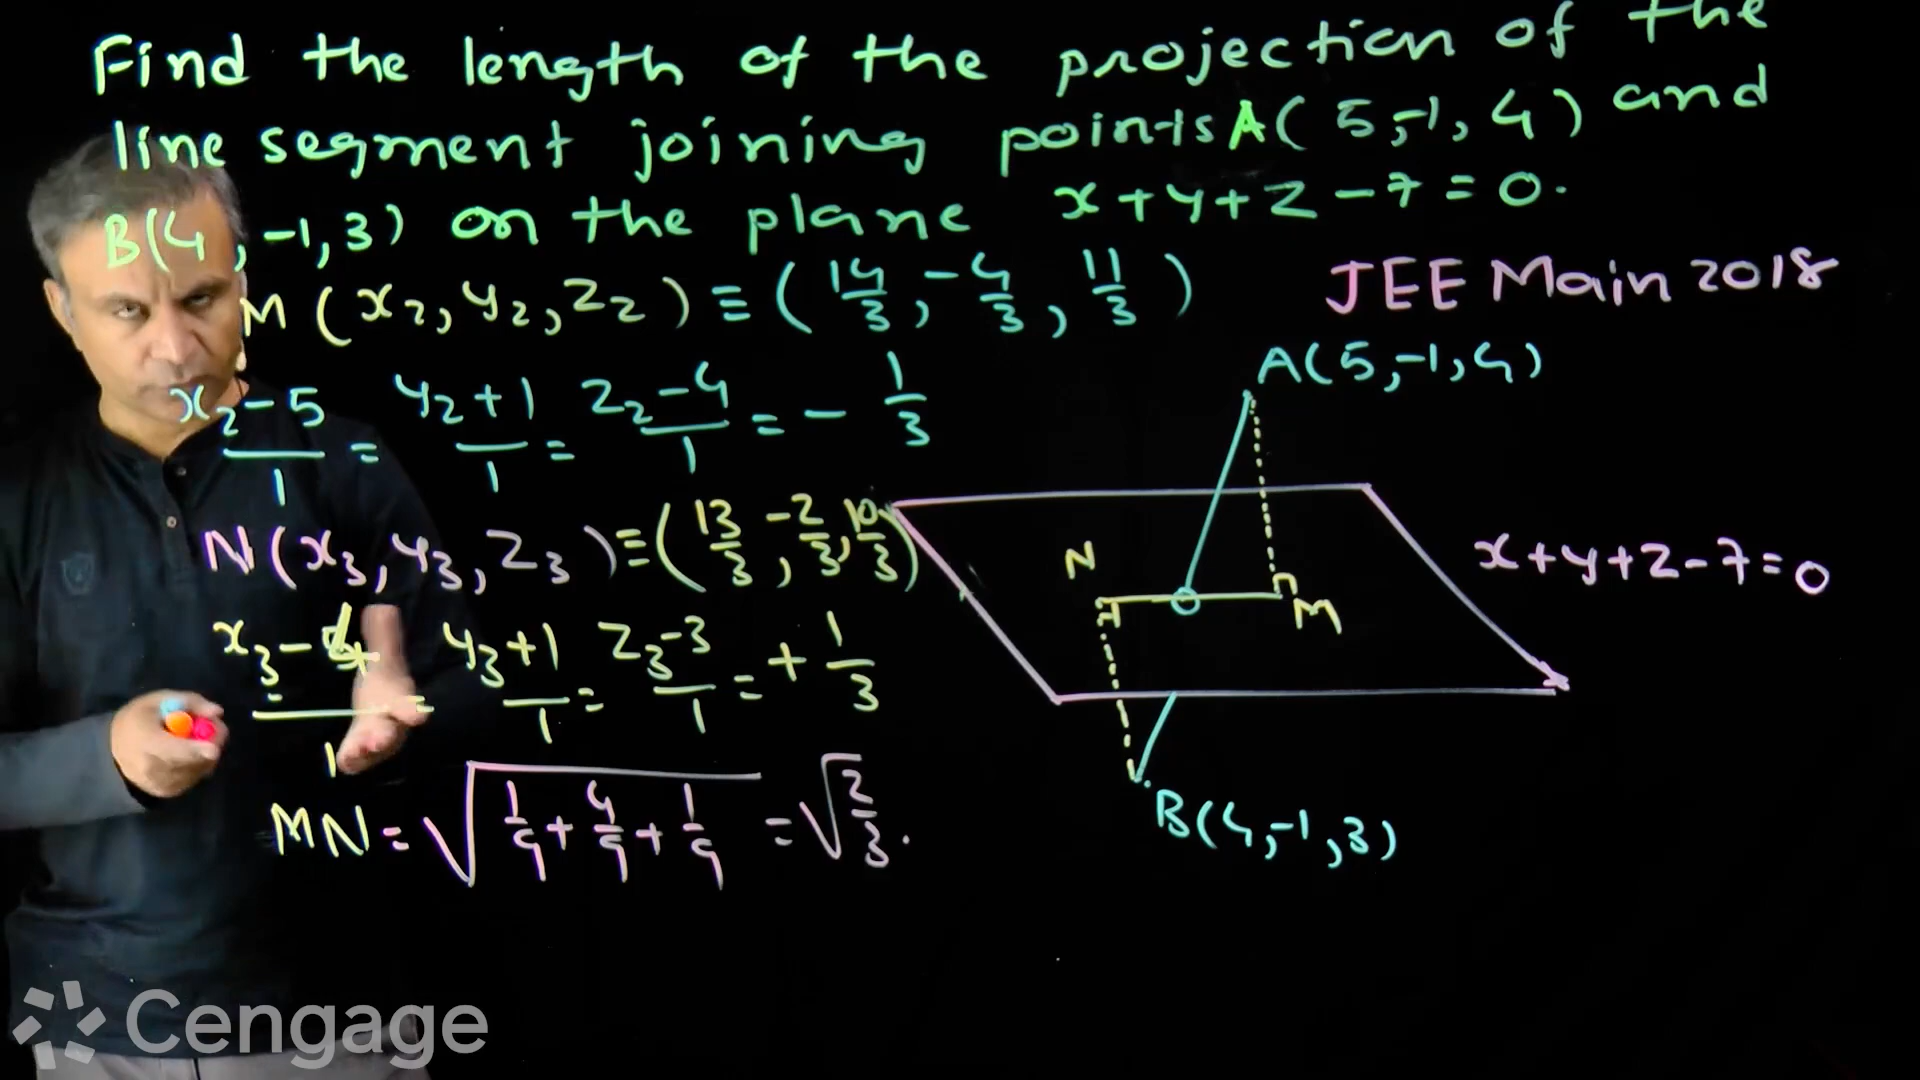 Find the length of the projection of the
line segment joining points A(5,-1,4) and
B(4,-1,3) on the plane x+y+z-7=0.
M(x₂,y₂,z₂) ≡ (14/3, -4/3, 11/3)
JEE Main 2018
A(5,-1,4)
(x₂-5)/1 = (y₂+1)/1 = (z₂-4)/1 = -1/3
N(x₃,y₃,z₃) ≡ (13/3, -2/3, 10/3)
N
M
x+y+z-7=0
(x₃-4)/1 = (y₃+1)/1 = (z₃-3)/1 = +1/3
MN = √(1/9+4/9+1/9) = √(2/3).
B(4,-1,3)
Cengage